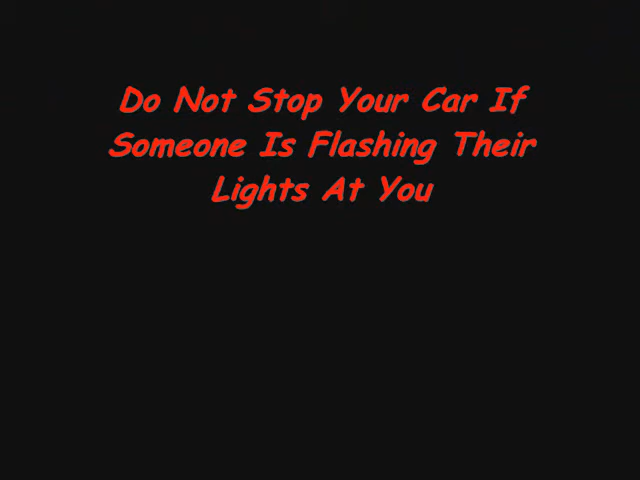 Do Not Stop Your Car If
Someone Is Flashing Their
Lights At You